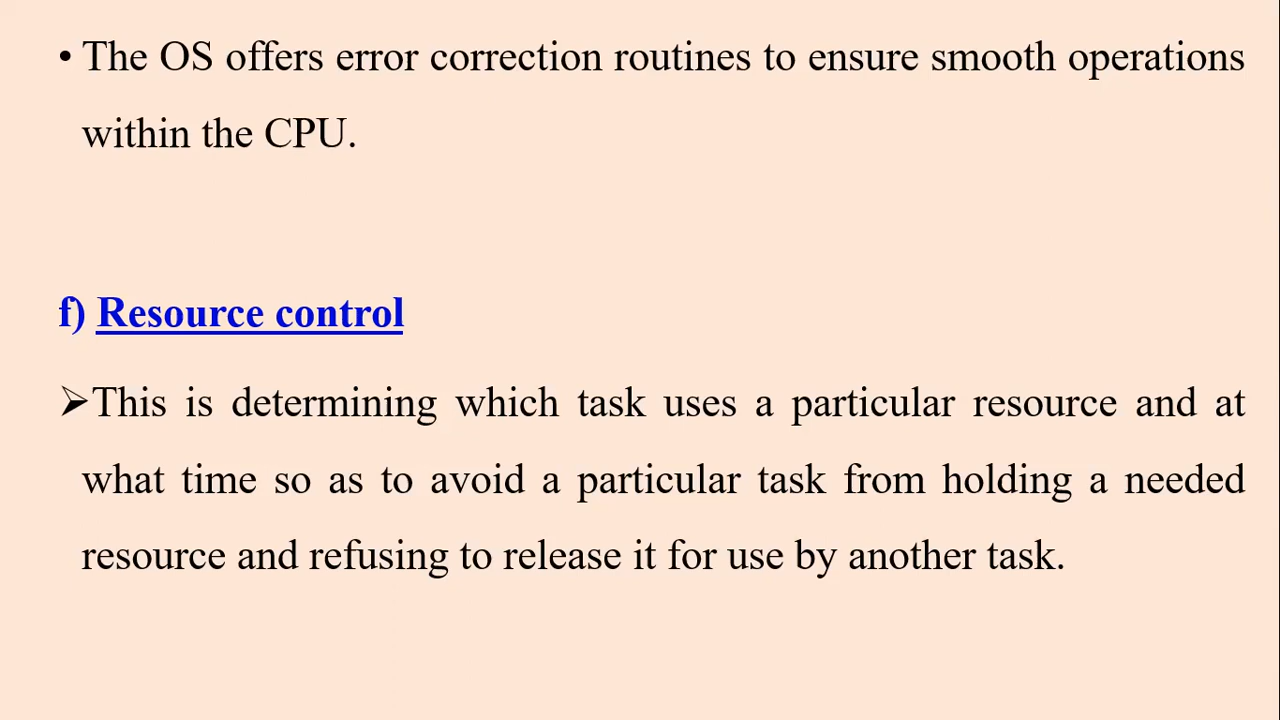 • The OS offers error correction routines to ensure smooth operations
within the CPU.
f) Resource control
➢This is determining which task uses a particular resource and at
what time so as to avoid a particular task from holding a needed
resource and refusing to release it for use by another task.